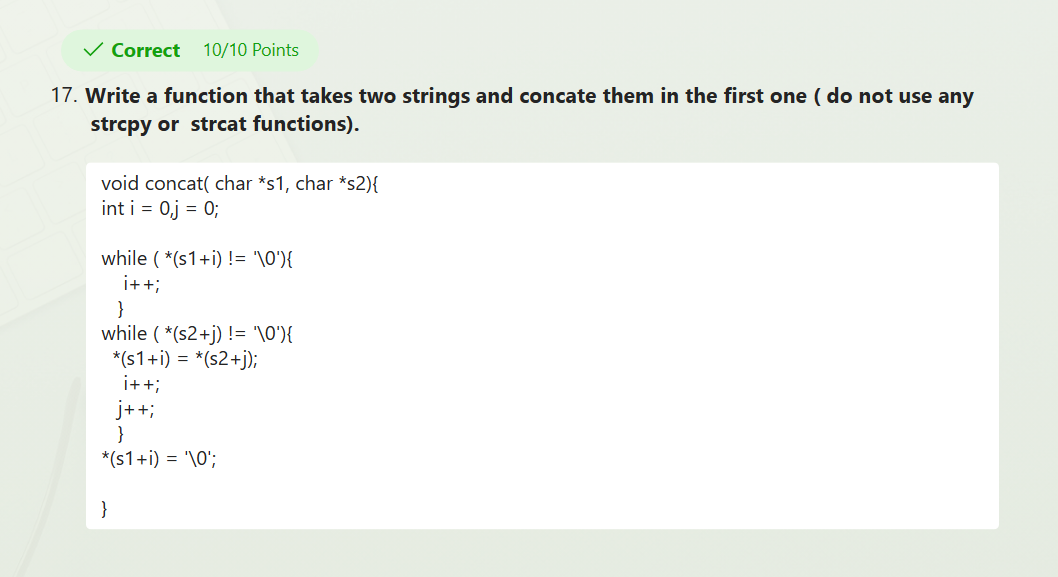 Correct 10/10 Points
17. Write a function that takes two strings and concate them in the first one ( do not use any
strcpy or  strcat functions).
void concat( char *s1, char *s2){
int i = 0,j = 0;
while ( *(s1+i) != '\0'){
i++;
}
while ( *(s2+j) != '\0'){
*(s1+i) = *(s2+j);
i++;
j++;
}
*(s1+i) = '\0';
}